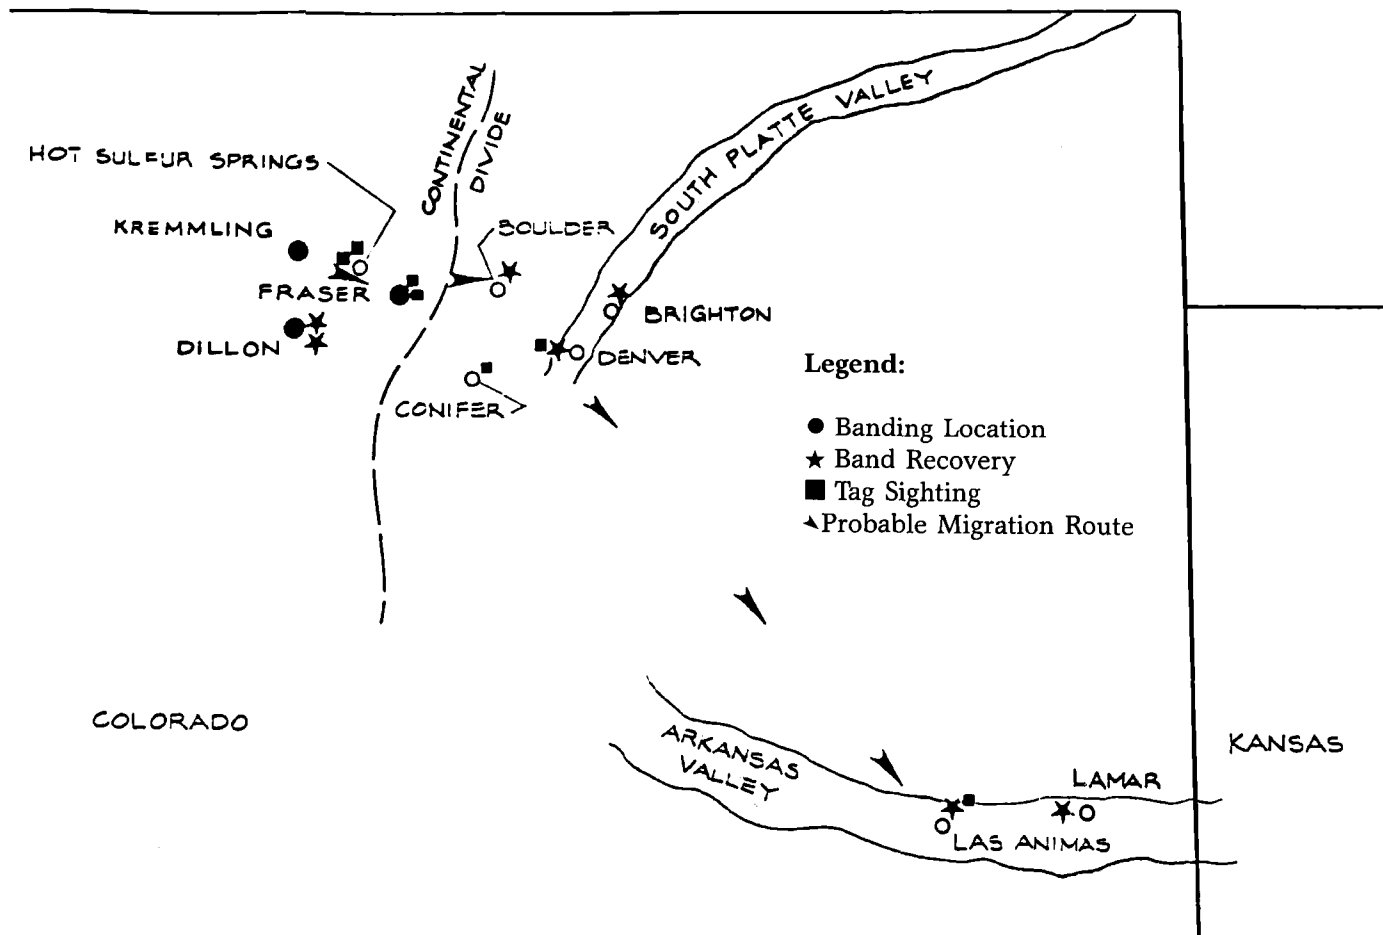 CONTINENTAL
DIVIDE
SOUTH PLATTE VALLEY
HOT SULFUR SPRINGS
KREMMLING
BOULDER
FRASER
BRIGHTON
DILLON
DENVER
CONIFER
Legend:
Banding Location
Band Recovery
Tag Sighting
Probable Migration Route
COLORADO
ARKANSAS
VALLEY
KANSAS
LAMAR
LAS ANIMAS